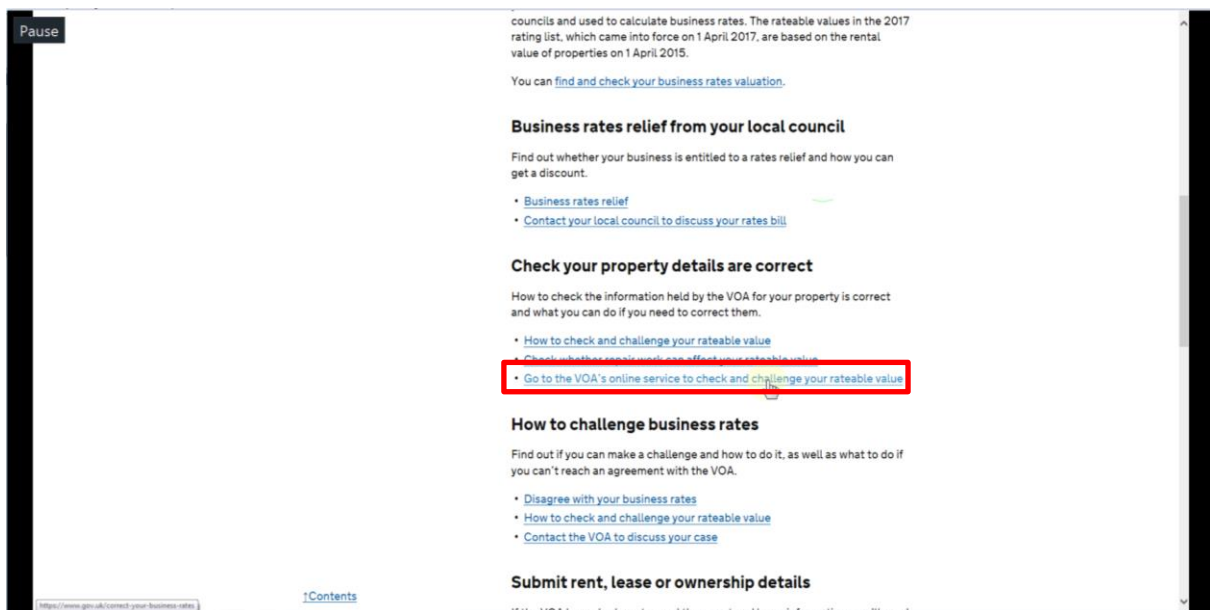 Pause
councils and used to calculate business rates. The rateable values in the 2017
rating list, which came into force on 1 April 2017, are based on the rental
value of properties on 1 April 2015.
You can find and check your business rates valuation.
Business rates relief from your local council
Find out whether your business is entitled to a rates relief and how you can
get a discount.
• Business rates relief
• Contact your local council to discuss your rates bill
Check your property details are correct
How to check the information held by the VOA for your property is correct
and what you can do if you need to correct them.
• How to check and challenge your rateable value
• Check whether repair work can affect your rateable value
• Go to the VOA's online service to check and challenge your rateable value
How to challenge business rates
Find out if you can make a challenge and how to do it, as well as what to do if
you can't reach an agreement with the VOA.
• Disagree with your business rates
• How to check and challenge your rateable value
• Contact the VOA to discuss your case
Submit rent, lease or ownership details
↑Contents
https://www.gov.uk/correct-your-business-rates